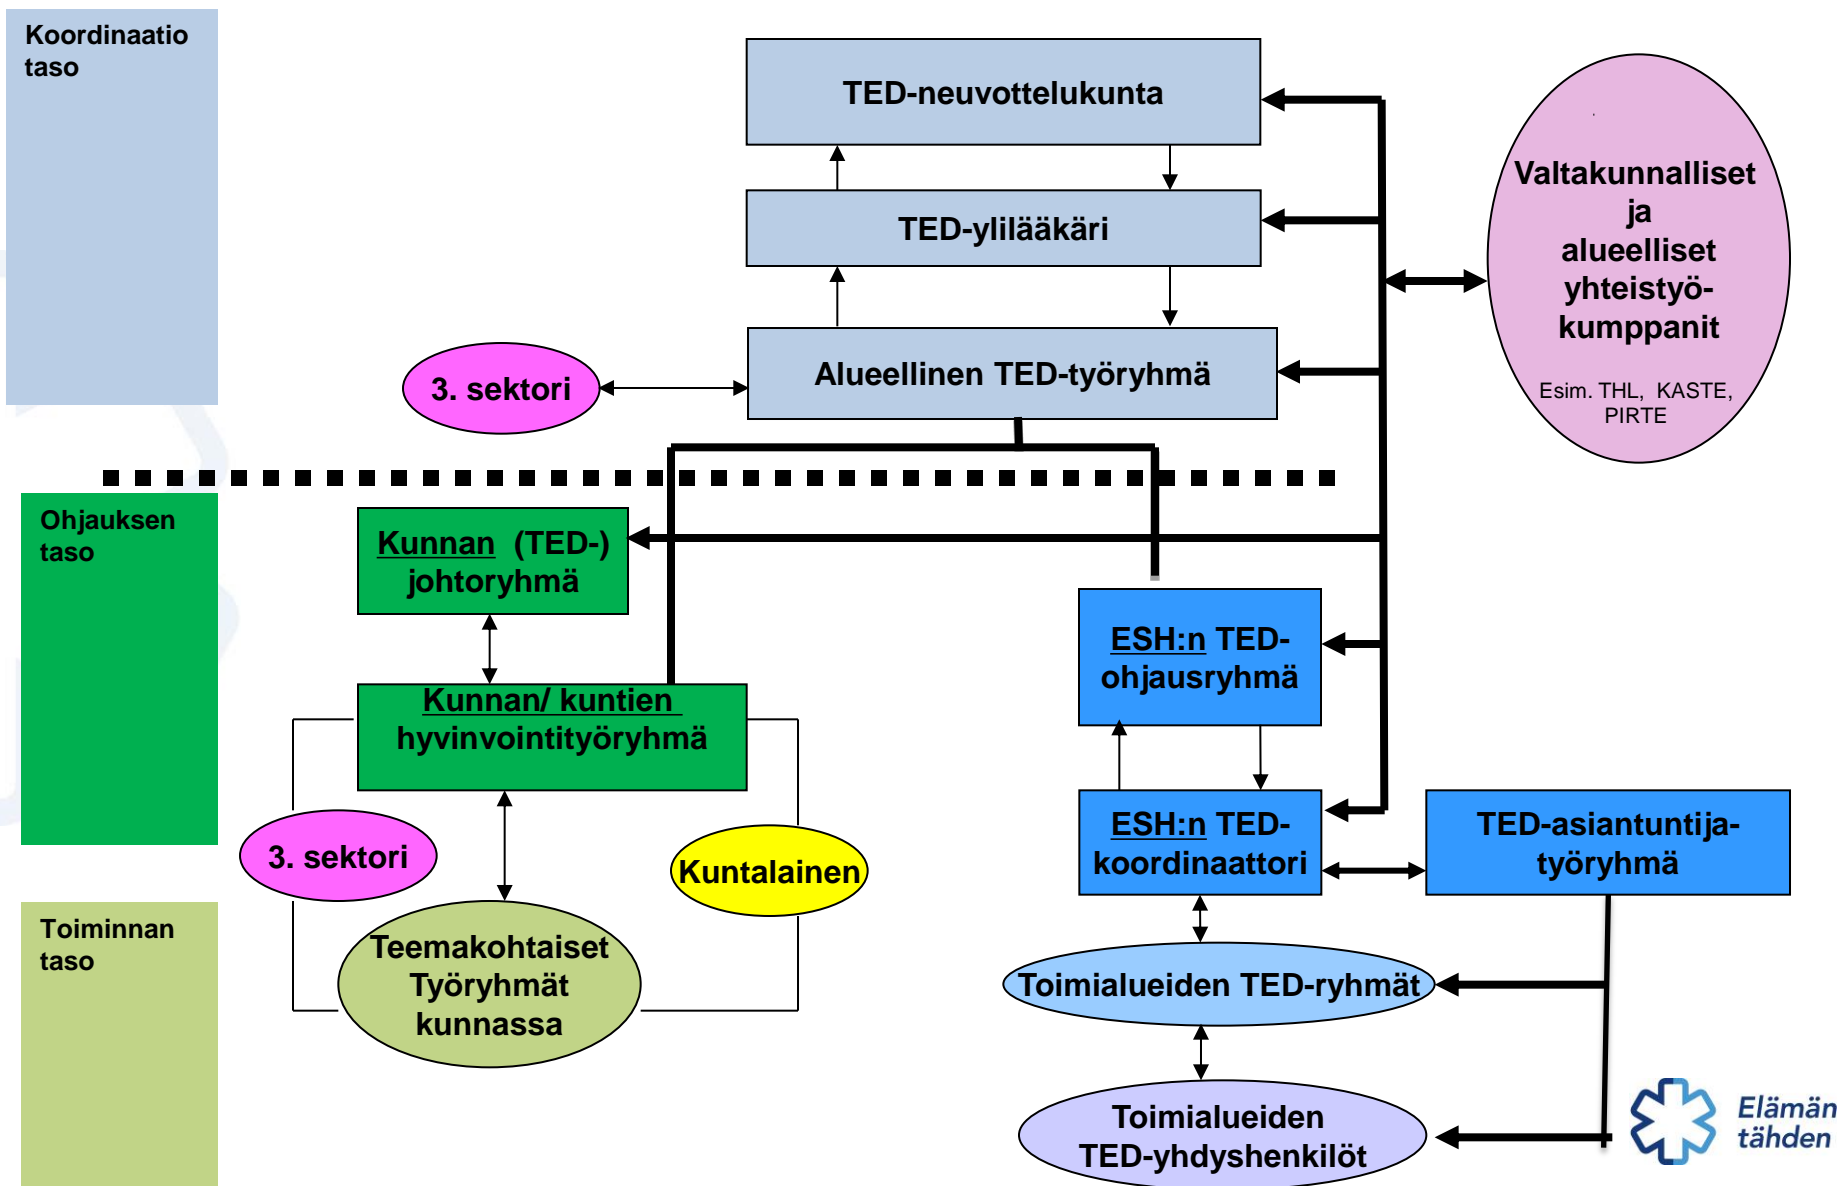 Koordinaatio
taso
TED-neuvottelukunta
TED-ylilääkäri
Alueellinen TED-työryhmä
3. sektori
Valtakunnalliset
ja
alueelliset
yhteistyö-
kumppanit
Esim. THL, KASTE,
PIRTE
Ohjauksen
taso
Kunnan (TED-)
johtoryhmä
Kunnan/ kuntien
hyvinvointityöryhmä
3. sektori
Kuntalainen
ESH:n TED-
ohjausryhmä
ESH:n TED-
koordinaattori
TED-asiantuntija-
työryhmä
Toiminnan
taso
Teemakohtaiset
Työryhmät
kunnassa
Toimialueiden TED-ryhmät
Toimialueiden
TED-yhdyshenkilöt
Elämän
tähden